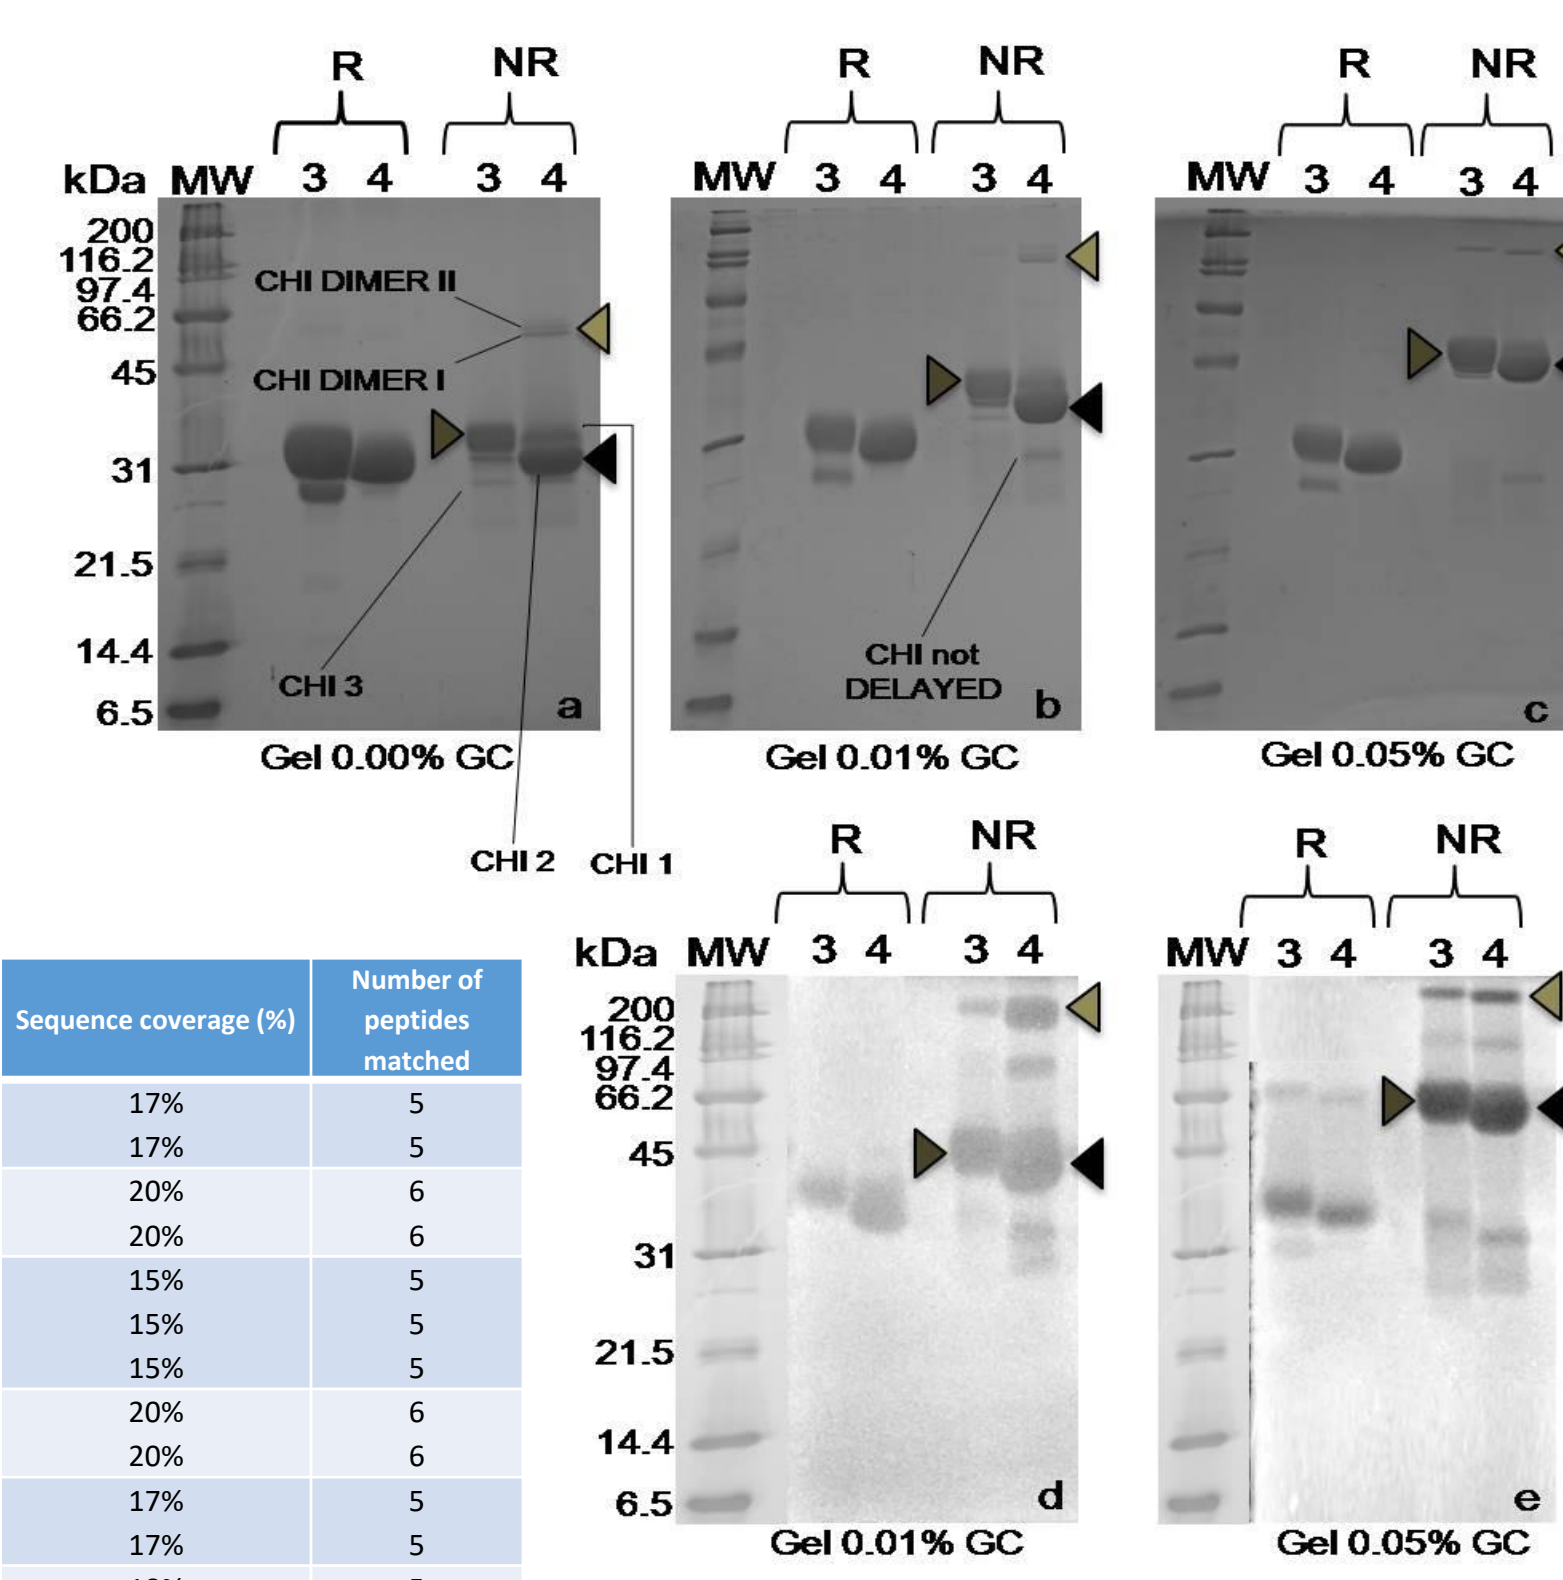 R NR
kDa MW 3 4 3 4
200
116.2
97.4
66.2
45
31
21.5
14.4
6.5
CHI DIMER II
CHI DIMER I
CHI 3
a
Gel 0.00% GC
CHI 2 CHI 1
R NR
MW 3 4 3 4
CHI not
DELAYED
b
Gel 0.01% GC
R NR
MW 3 4 3 4
c
Gel 0.05% GC
Sequence coverage (%) Number of
peptides
matched
17% 5
17% 5
20% 6
20% 6
15% 5
15% 5
15% 5
20% 6
20% 6
17% 5
17% 5
R NR
kDa MW 3 4 3 4
200
116.2
97.4
66.2
45
31
21.5
14.4
6.5
d
Gel 0.01% GC
R NR
MW 3 4 3 4
e
Gel 0.05% GC